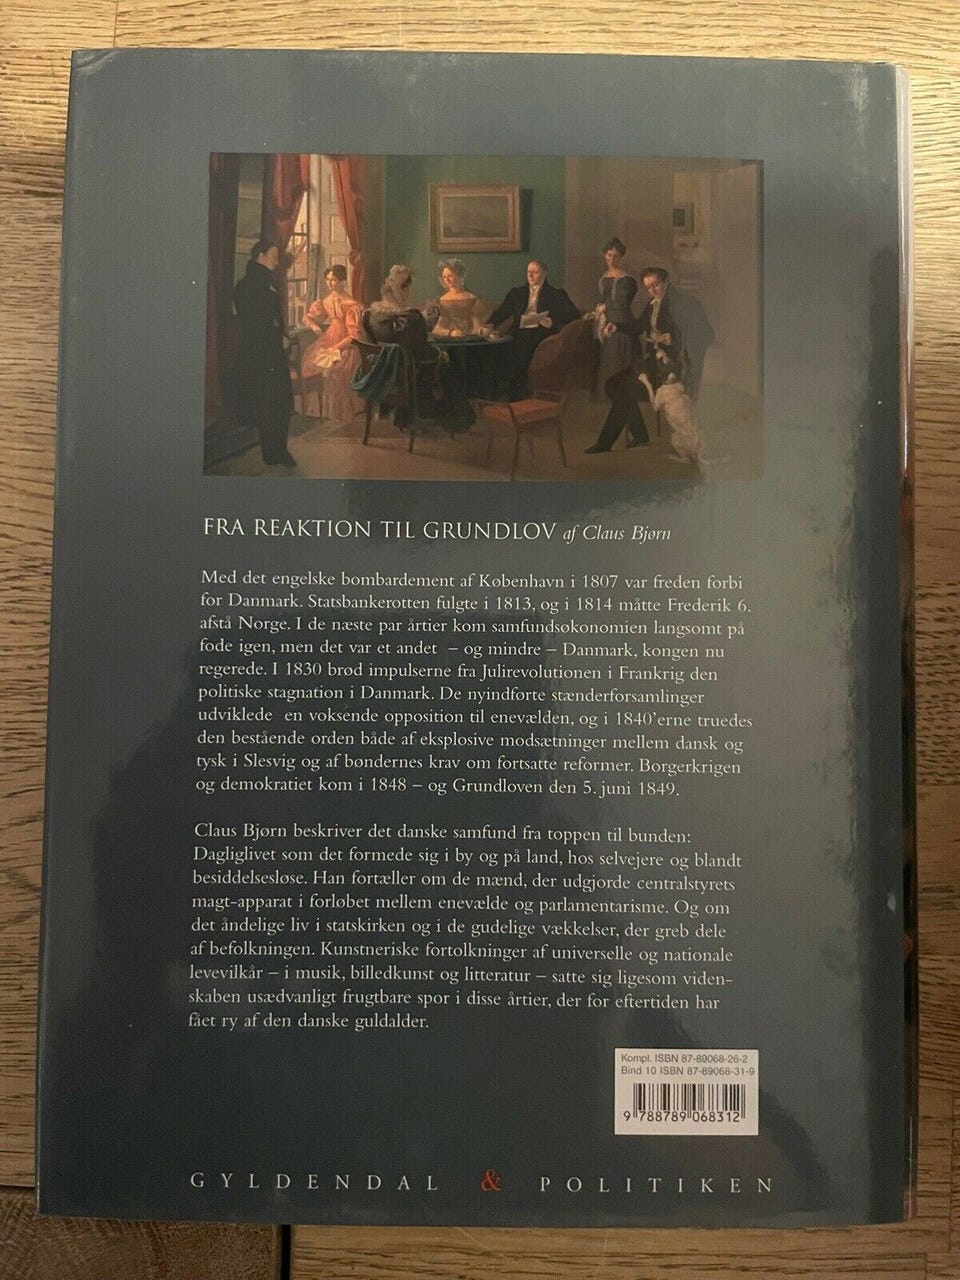 FRA REAKTION TIL GRUNDLOV af Claus Bjørn
Med det engelske bombardement af København i 1807 var freden forbi
for Danmark. Statsbankerotten fulgte i 1813, og i 1814 måtte Frederik 6.
afstå Norge. I de næste par årtier kom samfundsøkonomien langsomt på
fode igen, men det var et andet – og mindre – Danmark, kongen nu
regerede. I 1830 brød impulserne fra Julirevolutionen i Frankrig den
politiske stagnation i Danmark. De nyindførte stænderforsamlinger
udviklede en voksende opposition til enevælden, og i 1840'erne truedes
den bestående orden både af eksplosive modsætninger mellem dansk og
tysk i Slesvig og af bøndernes krav om fortsatte reformer. Borgerkrigen
og demokratiet kom i 1848 – og Grundloven den 5. juni 1849.
Claus Bjørn beskriver det danske samfund fra toppen til bunden:
Dagliglivet som det formede sig i by og på land, hos selvejere og blandt
besiddelsesløse. Han fortæller om de mænd, der udgjorde centralstyrets
magt-apparat i forløbet mellem enevælde og parlamentarisme. Og om
det åndelige liv i statskirken og i de gudelige vækkelser, der greb dele
af befolkningen. Kunstneriske fortolkninger af universelle og nationale
levevilkår – i musik, billedkunst og litteratur – satte sig ligesom viden-
skaben usædvanligt frugtbare spor i disse årtier, der for eftertiden har
fået ry af den danske guldalder.
Kompl. ISBN 87-89068-26-2
Bind 10 ISBN 87-89068-31-9
9 788789 068312
GYLDENDAL & POLITIKEN